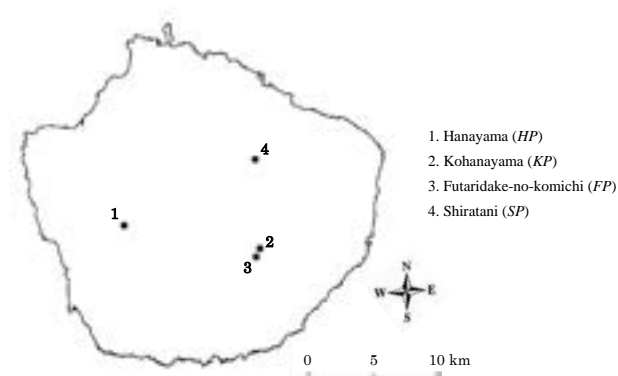 4
1. Hanayama (HP)
2. Kohanayama (KP)
3. Futaridake-no-komichi (FP)
4. Shiratani (SP)
1
2
3
N
W E
S
0 5 10 km